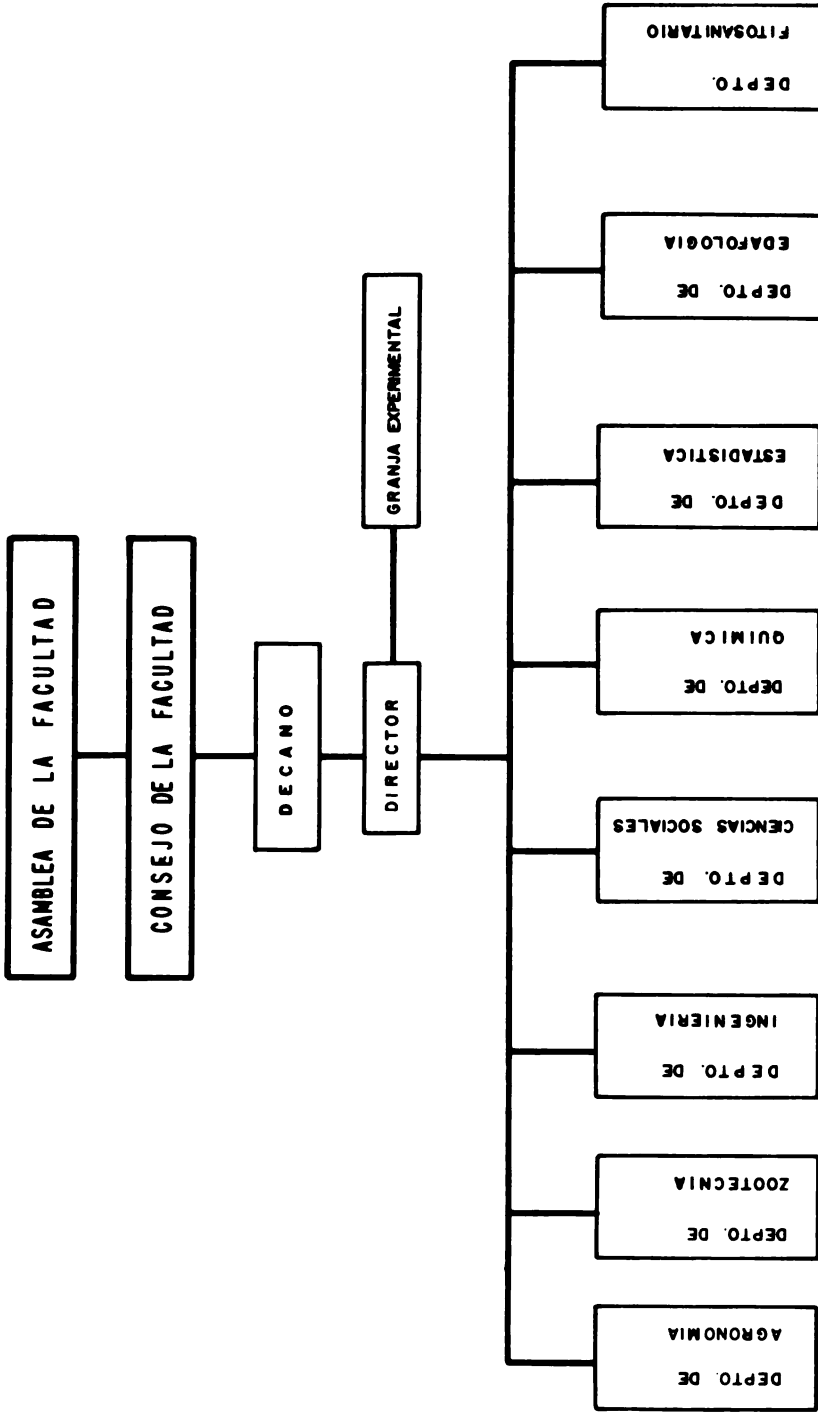 ASAMBLEA DE LA FACULTAD
CONSEJO DE LA FACULTAD
DECANO
DIRECTOR
GRANJA EXPERIMENTAL
DEPTO. DE
AGRONOMIA
DEPTO. DE
ZOOTECNIA
DEPTO. DE
INGENIERIA
DEPTO. DE
CIENCIAS SOCIALES
DEPTO. DE
QUIMICA
DEPTO. DE
ESTADISTICA
DEPTO. DE
EDAFOLOGIA
DEPTO.
FITOSANITARIO